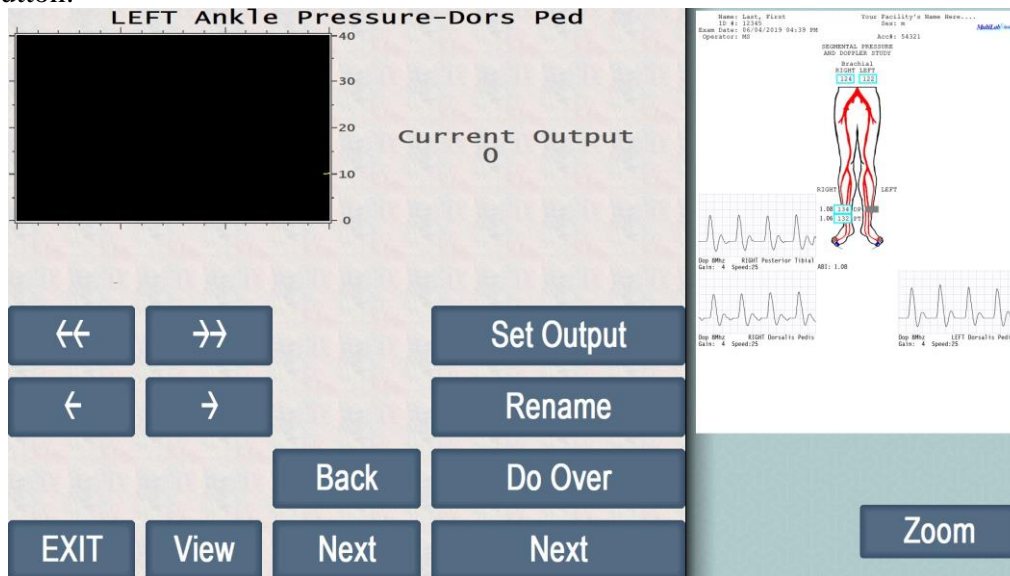 utton.
LEFT Ankle Pressure-Dors Ped
40
30
20
10
0
Current Output
0
<< >> Set Output
< > Rename
Back Do Over
EXIT View Next Next
Name: Last, First Your Facility's Name Here....
ID #: 12345 Sex: m
Exam Date: 06/04/2019 04:39 PM
Operator: MS Acc#: 54321
SEGMENTAL PRESSURE
AND DOPPLER STUDY
Brachial
RIGHT LEFT
124 122
RIGHT LEFT
1.08 134 DP
1.06 132 PT
Dop 8Mhz RIGHT Posterior Tibial
Gain: 4 Speed:25
ABI: 1.08
Dop 8Mhz RIGHT Dorsalis Pedis
Gain: 4 Speed:25
Dop 8Mhz LEFT Dorsalis Pedis
Gain: 4 Speed:25
Zoom